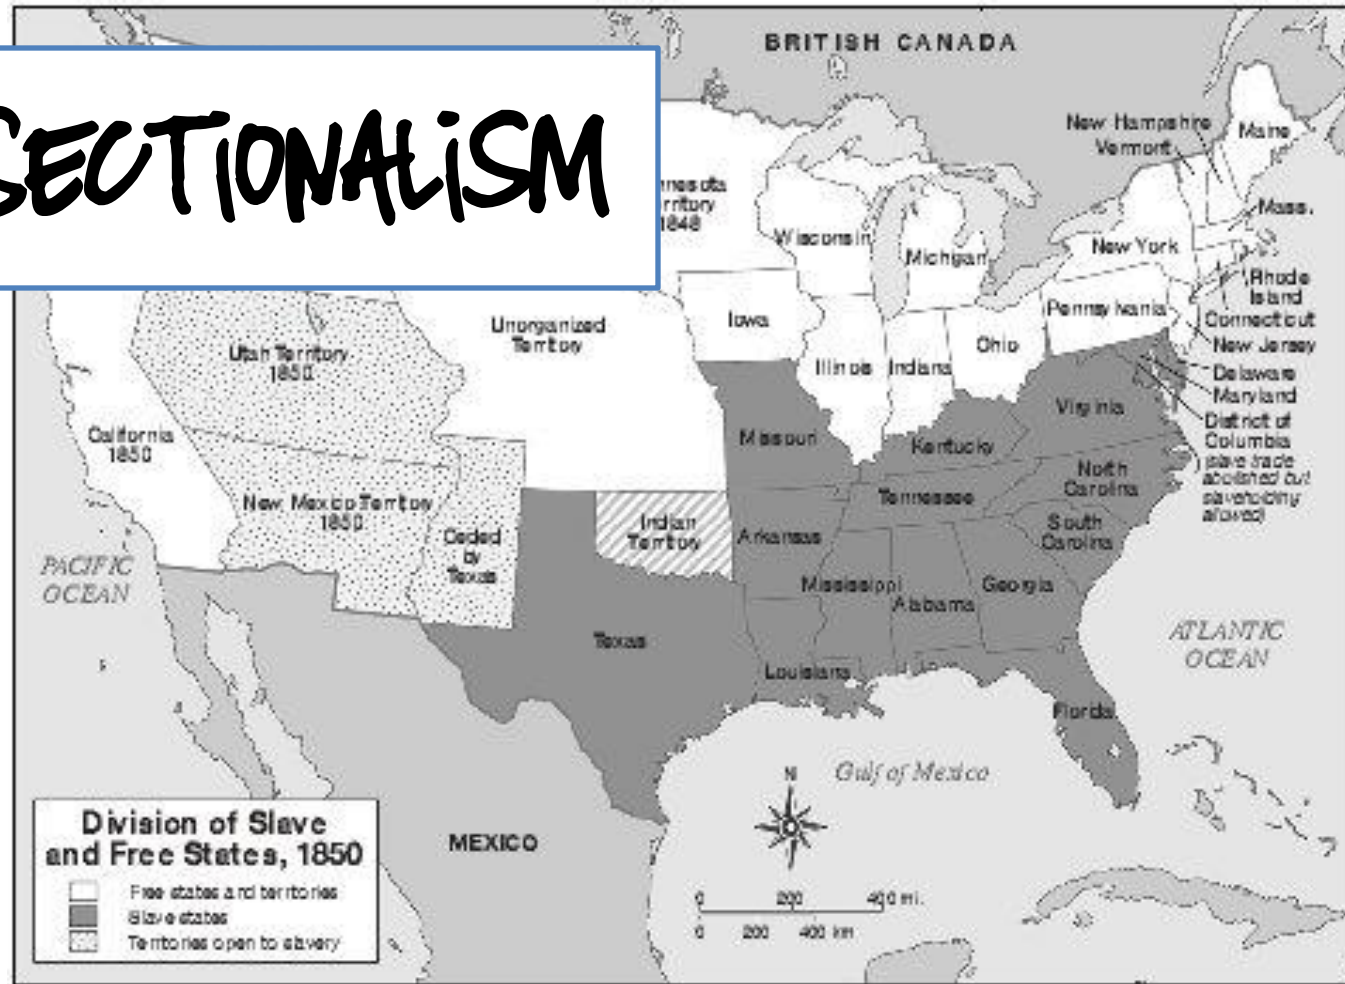 SECTIONALiSM
BRITISH CANADA
New Hampshire
Vermont
Maine
Mass.
1848
Wisconsin
Michigan
New York
Rhode
Island
Connecticut
New Jersey
Delaware
Maryland
District of
Columbia
(slave trade
abolished but
slaveholding
allowed)
Pennsylvania
Unorganized
Territory
Iowa
Illinois
Indiana
Ohio
Utah Territory
1850
California
1850
Missouri
Kentucky
Virginia
New Mexico Territory
1850
Ceded
by
Texas
Indian
Territory
Arkansas
Tennessee
North
Carolina
South
Carolina
Mississippi
Alabama
Georgia
Texas
Louisiana
Florida
PACIFIC
OCEAN
ATLANTIC
OCEAN
Gulf of Mexico
MEXICO
N
0 200 400 mi.
0 200 400 km
Division of Slave
and Free States, 1850
Free states and territories
Slave states
Territories open to slavery